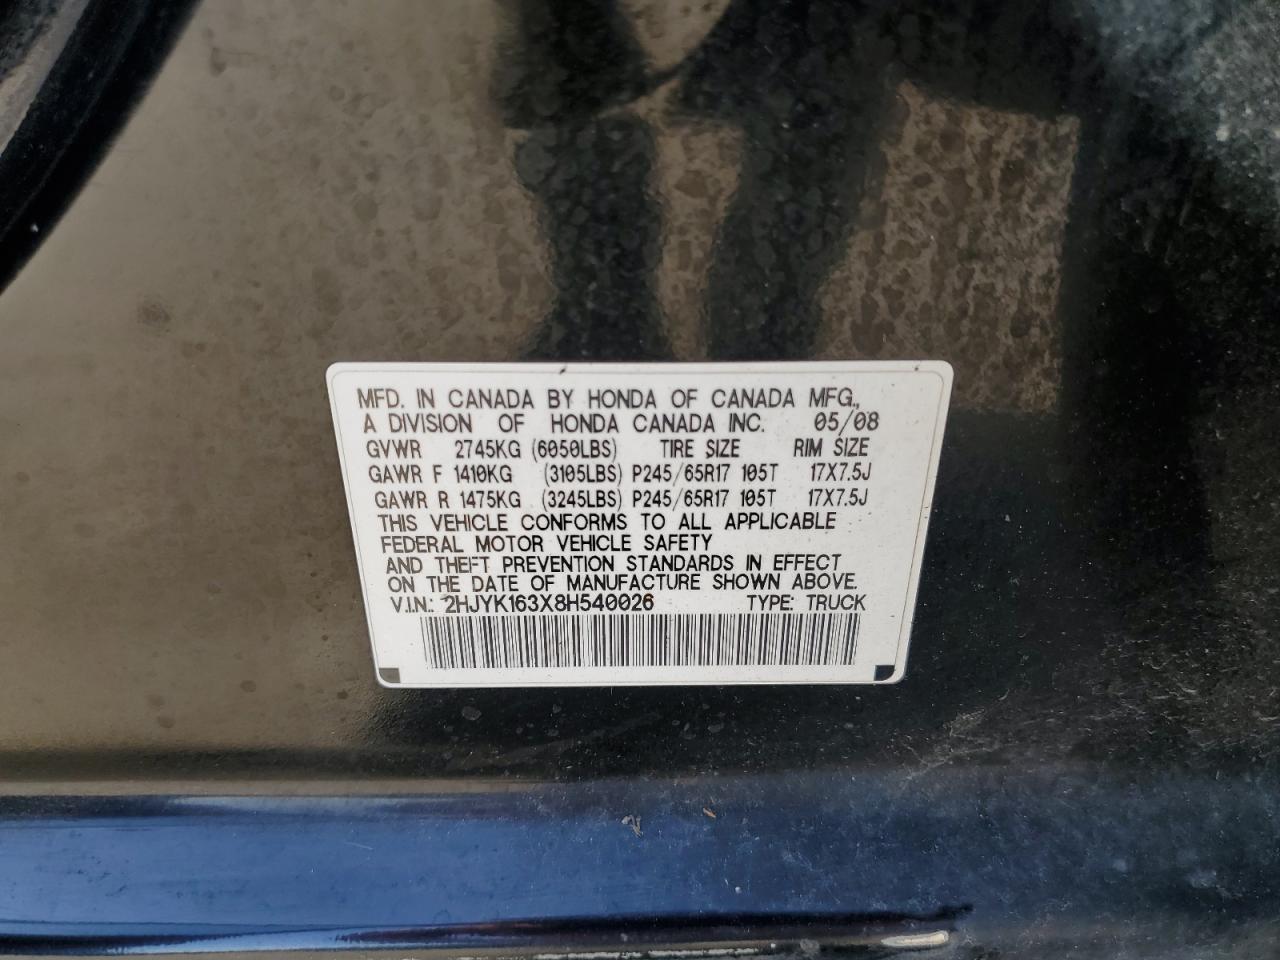 MFD. IN CANADA BY HONDA OF CANADA MFG.,
A DIVISION OF HONDA CANADA INC. 05/08
GVWR 2745KG (6050LBS) TIRE SIZE RIM SIZE
GAWR F 1410KG (3105LBS) P245/65R17 105T 17X7.5J
GAWR R 1475KG (3245LBS) P245/65R17 105T 17X7.5J
THIS VEHICLE CONFORMS TO ALL APPLICABLE
FEDERAL MOTOR VEHICLE SAFETY
AND THEFT PREVENTION STANDARDS IN EFFECT
ON THE DATE OF MANUFACTURE SHOWN ABOVE.
V.I.N.: 2HJYK163X8H540026 TYPE: TRUCK